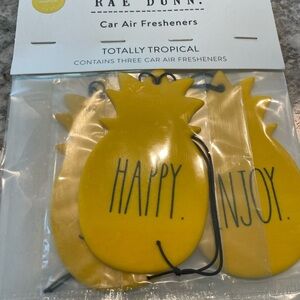 RAE DUNN.
Car Air Fresheners
TOTALLY TROPICAL
CONTAINS THREE CAR AIR FRESHENERS
HAPPY.
NJOY.